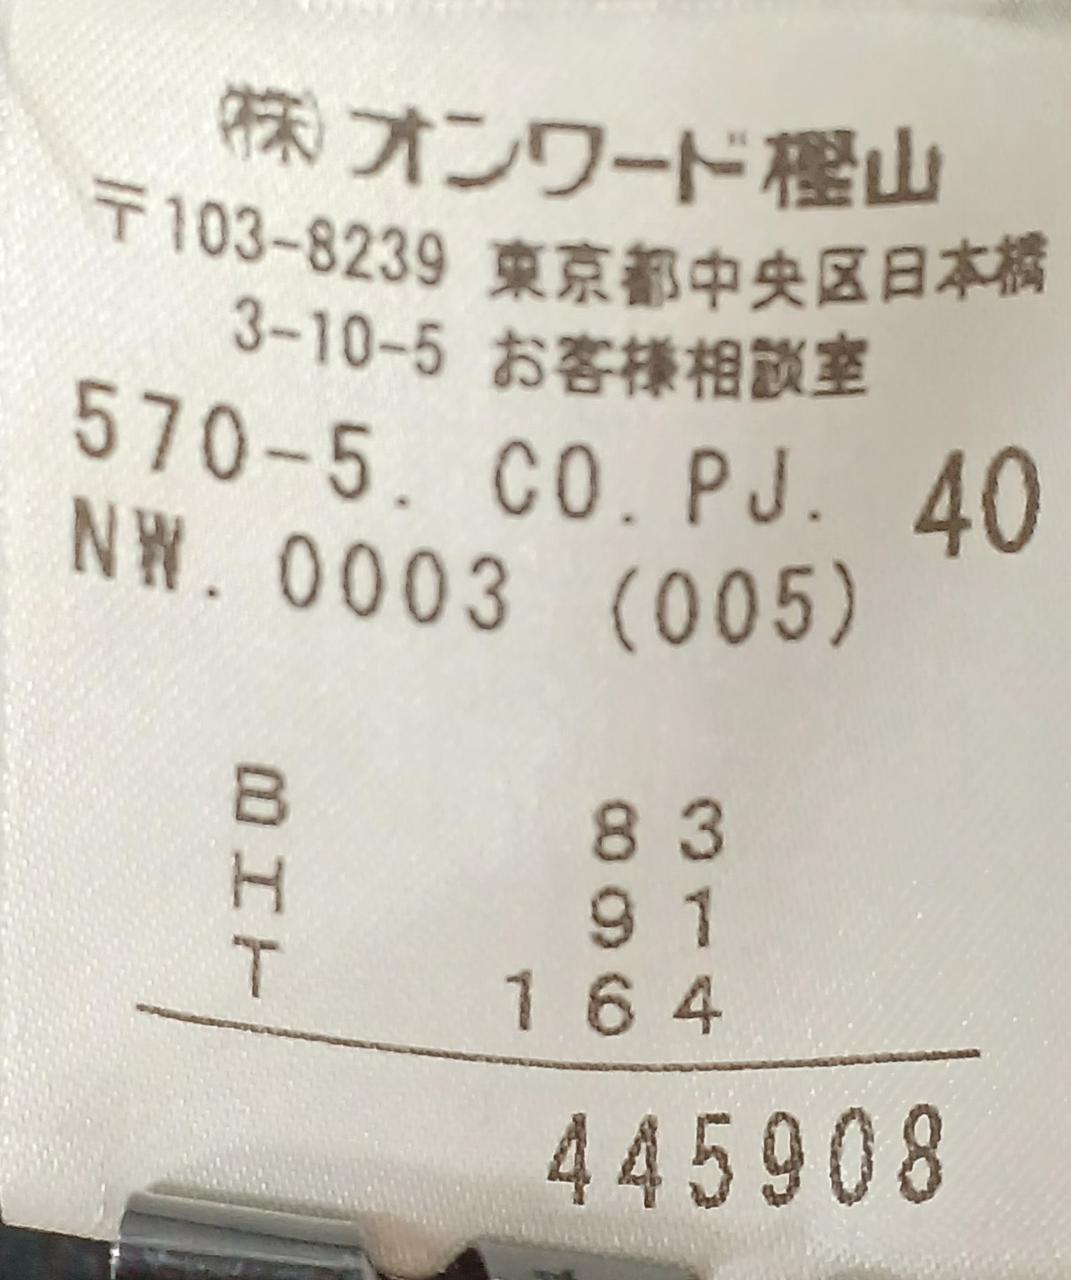 ㈱ オンワード樫山
〒103-8239 東京都中央区日本橋
3-10-5 お客様相談室
570-5. CO. PJ. 40
NW. 0003 (005)
B 83
H 91
T 164
445908